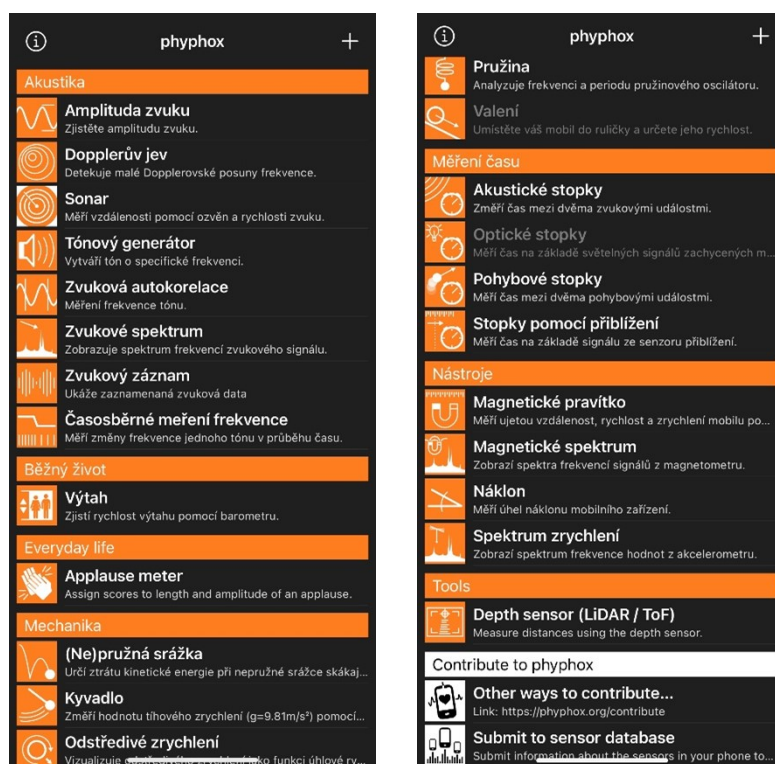 phyphox
Akustika
Amplituda zvuku
Zjistěte amplitudu zvuku.
Dopplerův jev
Detekuje malé Dopplerovské posuny frekvence.
Sonar
Měří vzdálenosti pomocí ozvěn a rychlosti zvuku.
Tónový generátor
Vytváří tón o specifické frekvenci.
Zvuková autokorelace
Měření frekvence tónu.
Zvukové spektrum
Zobrazuje spektrum frekvencí zvukového signálu.
Zvukový záznam
Ukáže zaznamenaná zvuková data
Časosběrné meření frekvence
Měří změny frekvence jednoho tónu v průběhu času.
Běžný život
Výtah
Zjistí rychlost výtahu pomocí barometru.
Everyday life
Applause meter
Assign scores to length and amplitude of an applause.
Mechanika
(Ne)pružná srážka
Určí ztrátu kinetické energie při nepružné srážce skákaj...
Kyvadlo
Změří hodnotu tíhového zrychlení (g=9.81m/s²) pomocí...
Odstředivé zrychlení
Vizualizuje odstředivého zrychlení jako funkci úhlové ry...
phyphox
Pružina
Analyzuje frekvenci a periodu pružinového oscilátoru.
Valení
Umístěte váš mobil do ruličky a určete jeho rychlost.
Měření času
Akustické stopky
Změří čas mezi dvěma zvukovými událostmi.
Optické stopky
Měří čas na základě světelných signálů zachycených m...
Pohybové stopky
Měří čas mezi dvěma pohybovými událostmi.
Stopky pomocí přiblížení
Měří čas na základě signálu ze senzoru přiblížení.
Nástroje
Magnetické pravítko
Měří ujetou vzdálenost, rychlost a zrychlení mobilu po...
Magnetické spektrum
Zobrazí spektra frekvencí signálů z magnetometru.
Náklon
Měří úhel náklonu mobilního zařízení.
Spektrum zrychlení
Zobrazí spektrum frekvence hodnot z akcelerometru.
Tools
Depth sensor (LiDAR / ToF)
Measure distances using the depth sensor.
Contribute to phyphox
Other ways to contribute...
Link: https://phyphox.org/contribute
Submit to sensor database
Submit information about the sensors in your phone to...